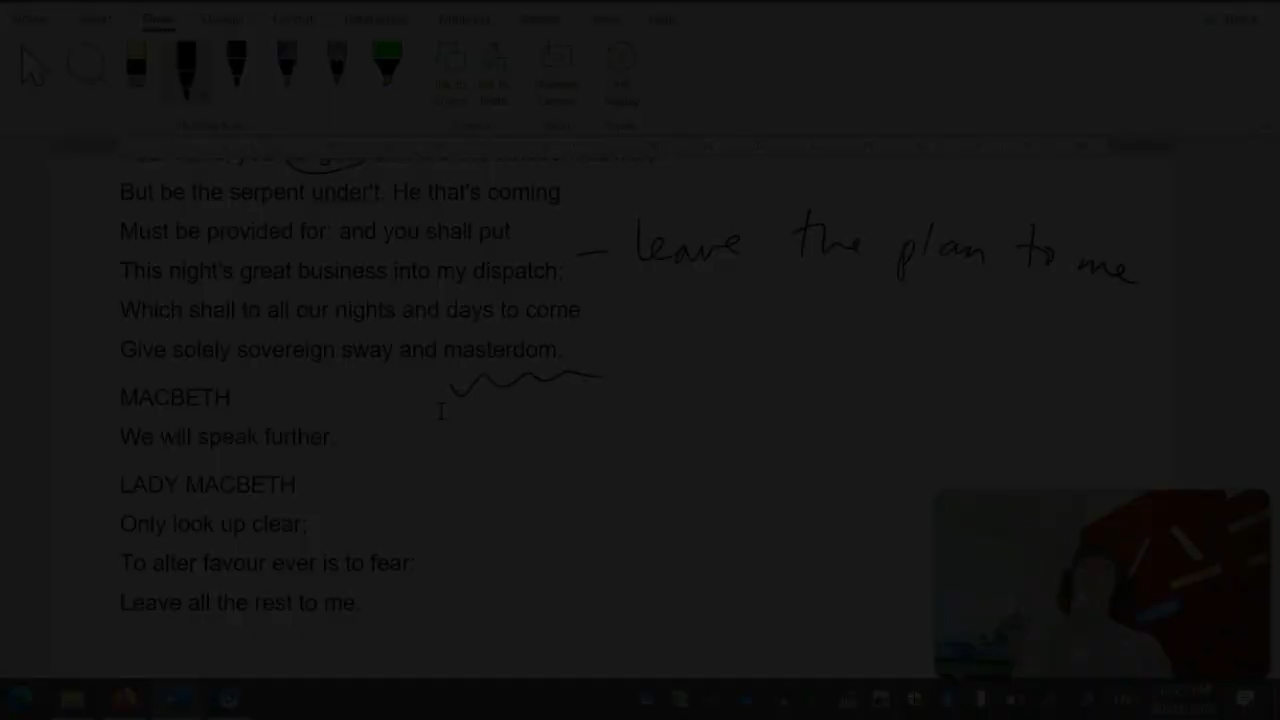 Draw
But be the serpent under't. He that's coming
Must be provided for: and you shall put
This night's great business into my dispatch;
Which shall to all our nights and days to come
Give solely sovereign sway and masterdom.
— leave the plan to me
MACBETH
We will speak further.
LADY MACBETH
Only look up clear;
To alter favour ever is to fear:
Leave all the rest to me.